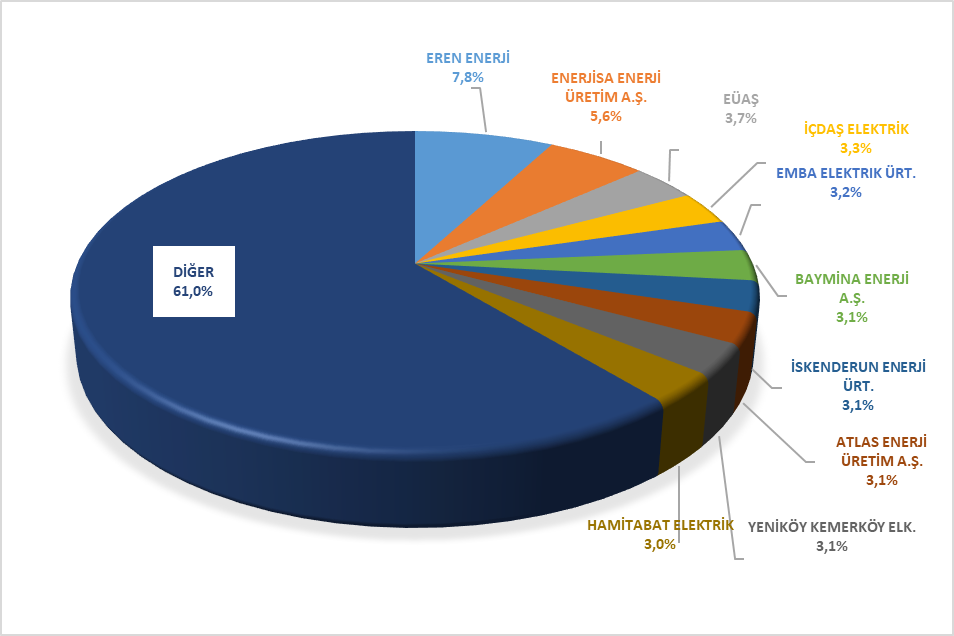 EREN ENERJİ
7,8%
ENERJİSA ENERJİ
ÜRETİM A.Ş.
5,6%
EÜAŞ
3,7%
İÇDAŞ ELEKTRİK
3,3%
EMBA ELEKTRIK ÜRT.
3,2%
BAYMİNA ENERJİ
A.Ş.
3,1%
İSKENDERUN ENERJİ
ÜRT.
3,1%
ATLAS ENERJİ
ÜRETİM A.Ş.
3,1%
YENİKÖY KEMERKÖY ELK.
3,1%
HAMİTABAT ELEKTRİK
3,0%
DİĞER
61,0%